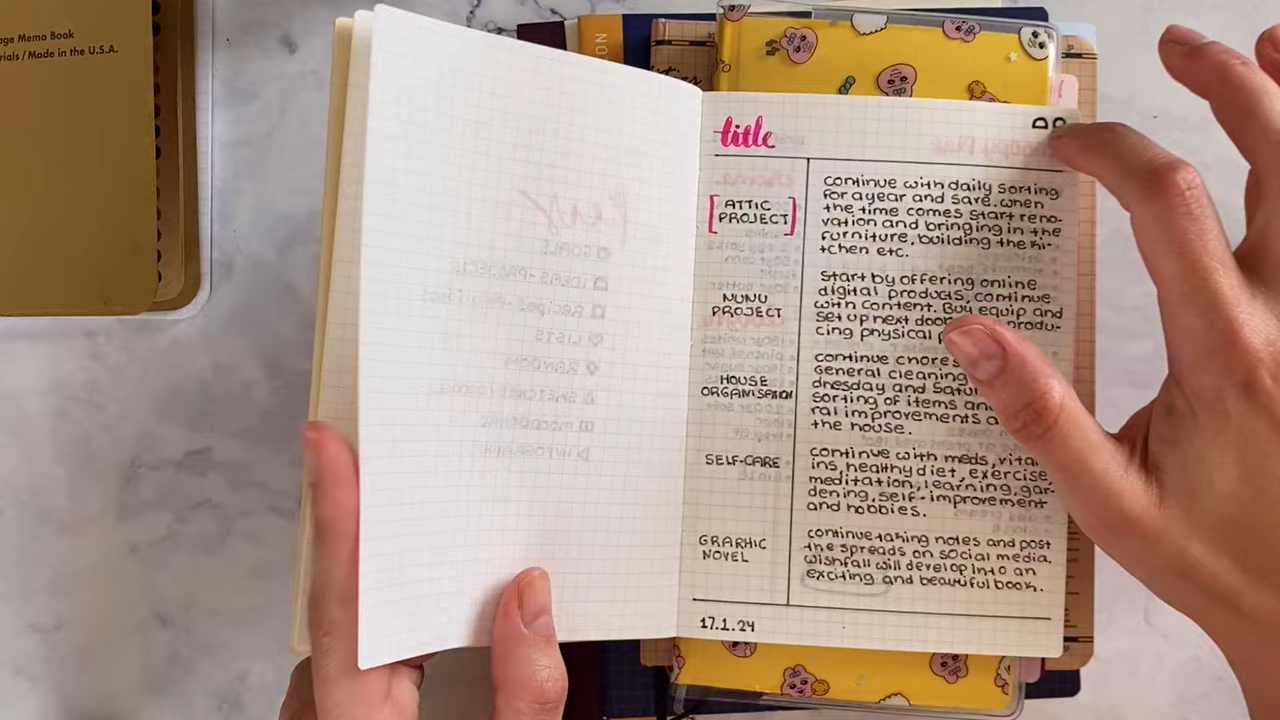 age Memo Book
rials / Made in the U.S.A.
ON
title
D
[ATTIC
PROJECT]
continue with daily sorting
for a year and save. when
the time comes start reno-
vation and bringing in the
furniture, building the ki-
tchen etc.
NUNU
PROJECT
Start by offering online
digital products, continue
with content. Buy equip and
set up next door produ-
cing physical p
HOUSE
ORGANISATION
continue chores
General cleaning
dnesday and Satu
sorting of items an
ral improvements a
the house.
SELF-CARE
continue with meds, vita-
ins, healthy diet, exercise,
meditation, learning, gar-
dening, self-improvement
and hobbies.
GRAPHIC
NOVEL
continue taking notes and post
the spreads on social media.
Wishfall will develop into an
exciting and beautiful book.
17.1.24